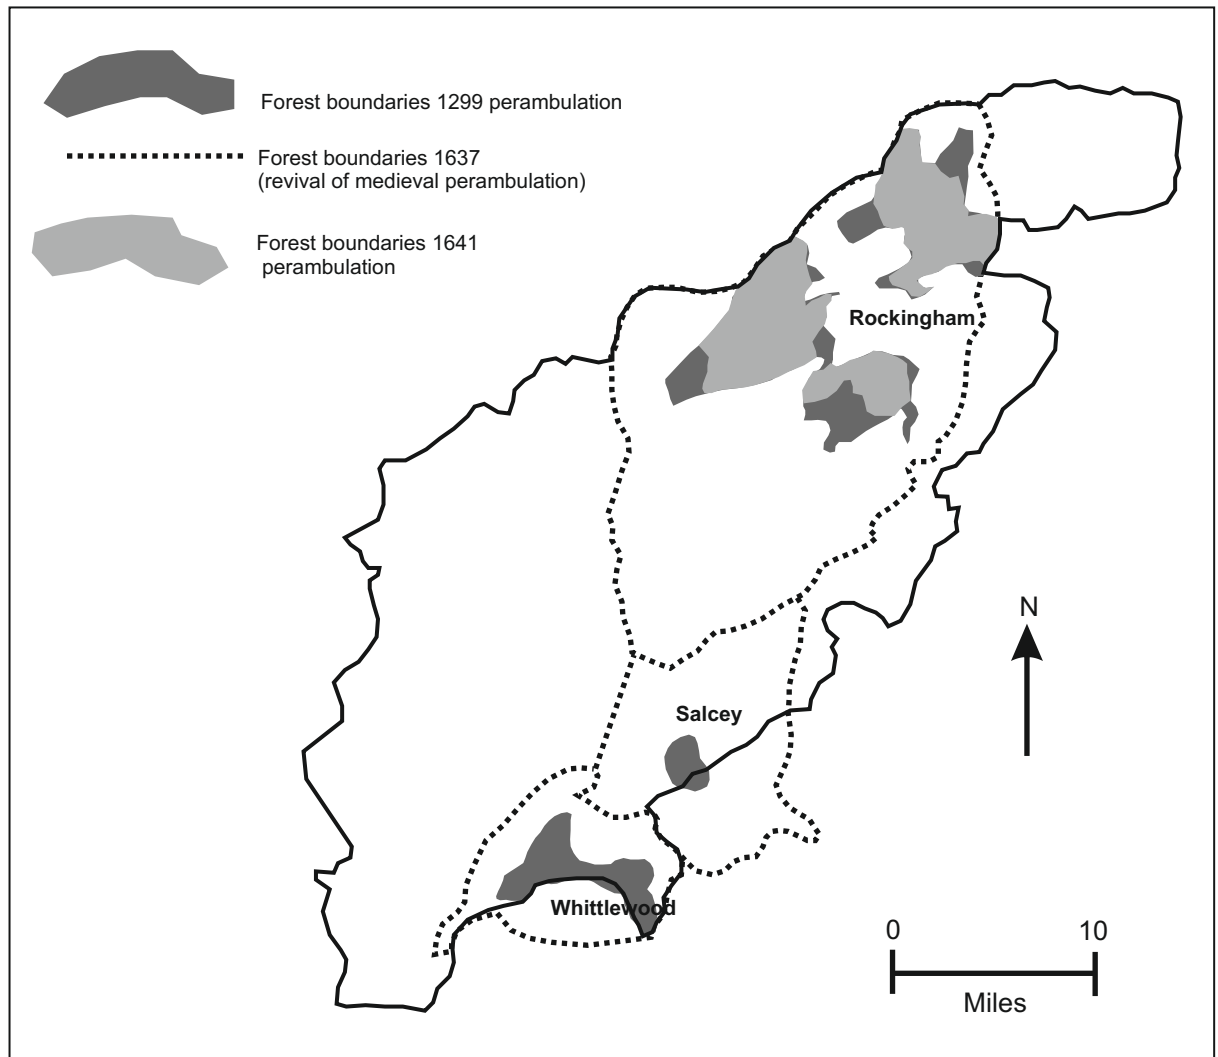 Forest boundaries 1299 perambulation
Forest boundaries 1637
(revival of medieval perambulation)
Forest boundaries 1641
perambulation
Rockingham
N
Salcey
Whittlewood
0 10
Miles